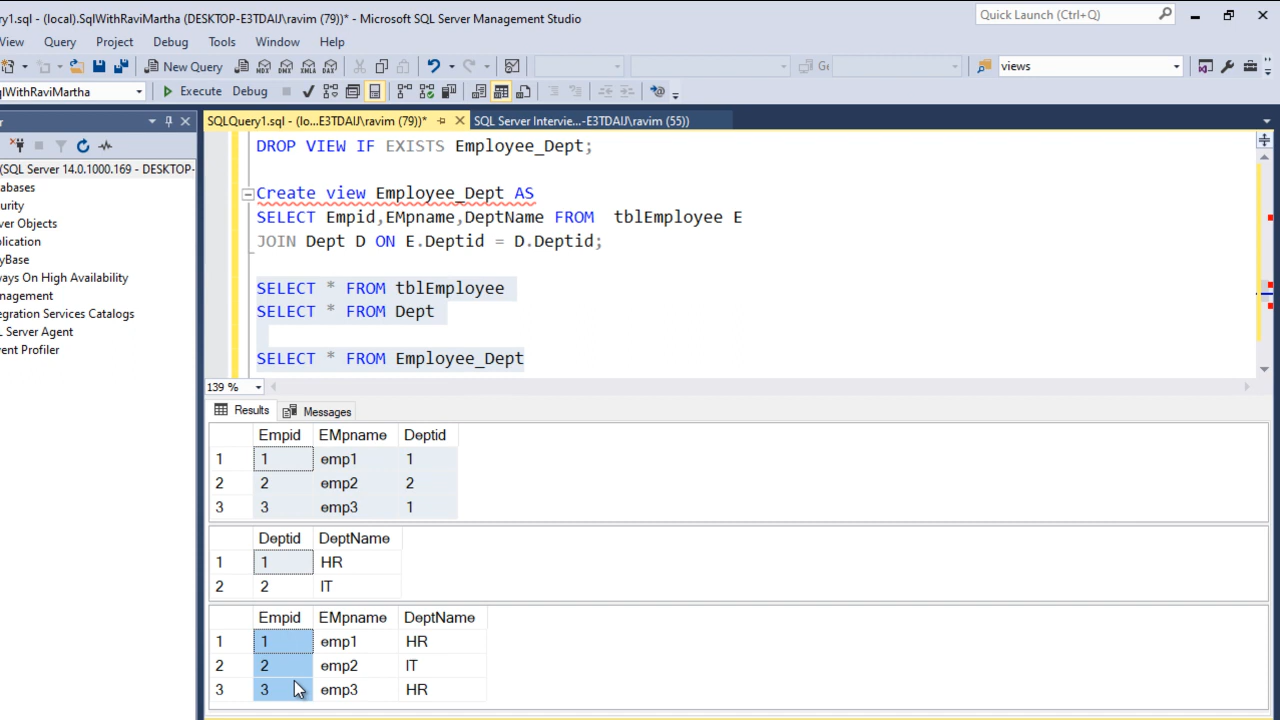 ry1.sql - (local).SqlWithRaviMartha (DESKTOP-E3TDAIJ\ravim (79))* - Microsoft SQL Server Management Studio
Quick Launch (Ctrl+Q)
View Query Project Debug Tools Window Help
New Query MDX DMX XMLA DAX views
lWithRaviMartha Execute Debug
SQLQuery1.sql - (lo...E3TDAIJ\ravim (79))* SQL Server Intervie...-E3TDAIJ\ravim (55))
(SQL Server 14.0.1000.169 - DESKTOP-
abases
urity
ver Objects
lication
yBase
ays On High Availability
nagement
egration Services Catalogs
L Server Agent
ent Profiler
DROP VIEW IF EXISTS Employee_Dept;
Create view Employee_Dept AS
SELECT Empid,EMpname,DeptName FROM tblEmployee E
JOIN Dept D ON E.Deptid = D.Deptid;
SELECT * FROM tblEmployee
SELECT * FROM Dept
SELECT * FROM Employee_Dept
139 %
Results Messages
Empid EMpname Deptid
1 1 emp1 1
2 2 emp2 2
3 3 emp3 1
Deptid DeptName
1 1 HR
2 2 IT
Empid EMpname DeptName
1 1 emp1 HR
2 2 emp2 IT
3 3 emp3 HR